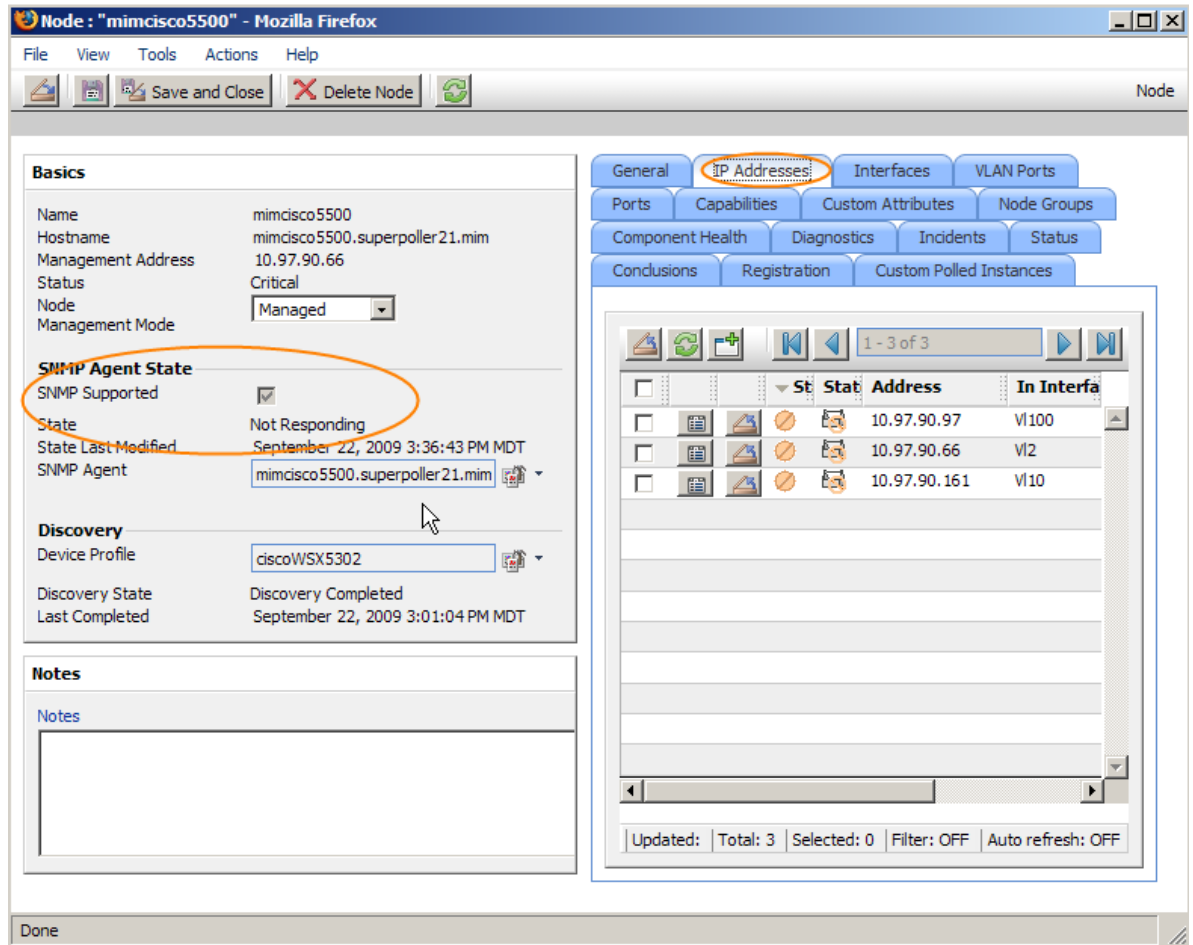 Node : "mimcisco5500" - Mozilla Firefox
File View Tools Actions Help
Save and Close Delete Node Node
Basics
Name mimcisco5500
Hostname mimcisco5500.superpoller21.mim
Management Address 10.97.90.66
Status Critical
Node
Management Mode Managed
SNMP Agent State
SNMP Supported
State Not Responding
State Last Modified September 22, 2009 3:36:43 PM MDT
SNMP Agent mimcisco5500.superpoller21.mim
Discovery
Device Profile ciscoWSX5302
Discovery State Discovery Completed
Last Completed September 22, 2009 3:01:04 PM MDT
Notes
Notes
General IP Addresses Interfaces VLAN Ports
Ports Capabilities Custom Attributes Node Groups
Component Health Diagnostics Incidents Status
Conclusions Registration Custom Polled Instances
1 - 3 of 3
St Stat Address In Interfa
10.97.90.97 Vl100
10.97.90.66 Vl2
10.97.90.161 Vl10
Updated: Total: 3 Selected: 0 Filter: OFF Auto refresh: OFF
Done